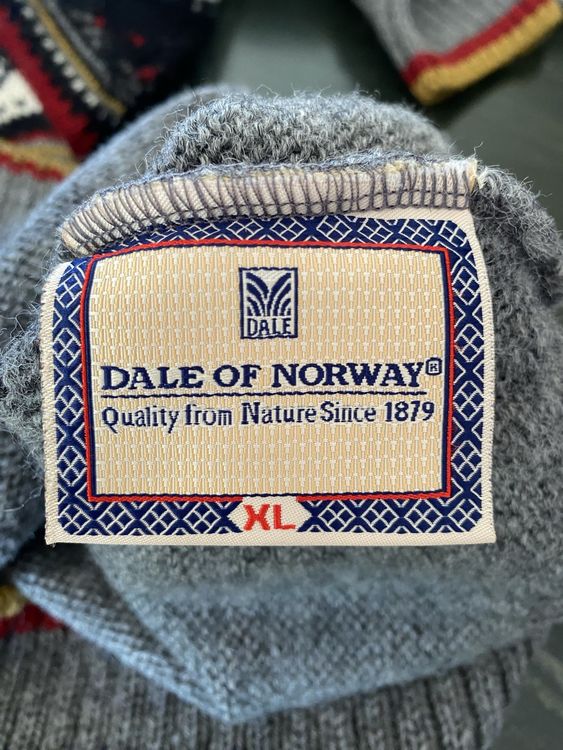 DALE
DALE OF NORWAY®
Quality from Nature Since 1879
XL